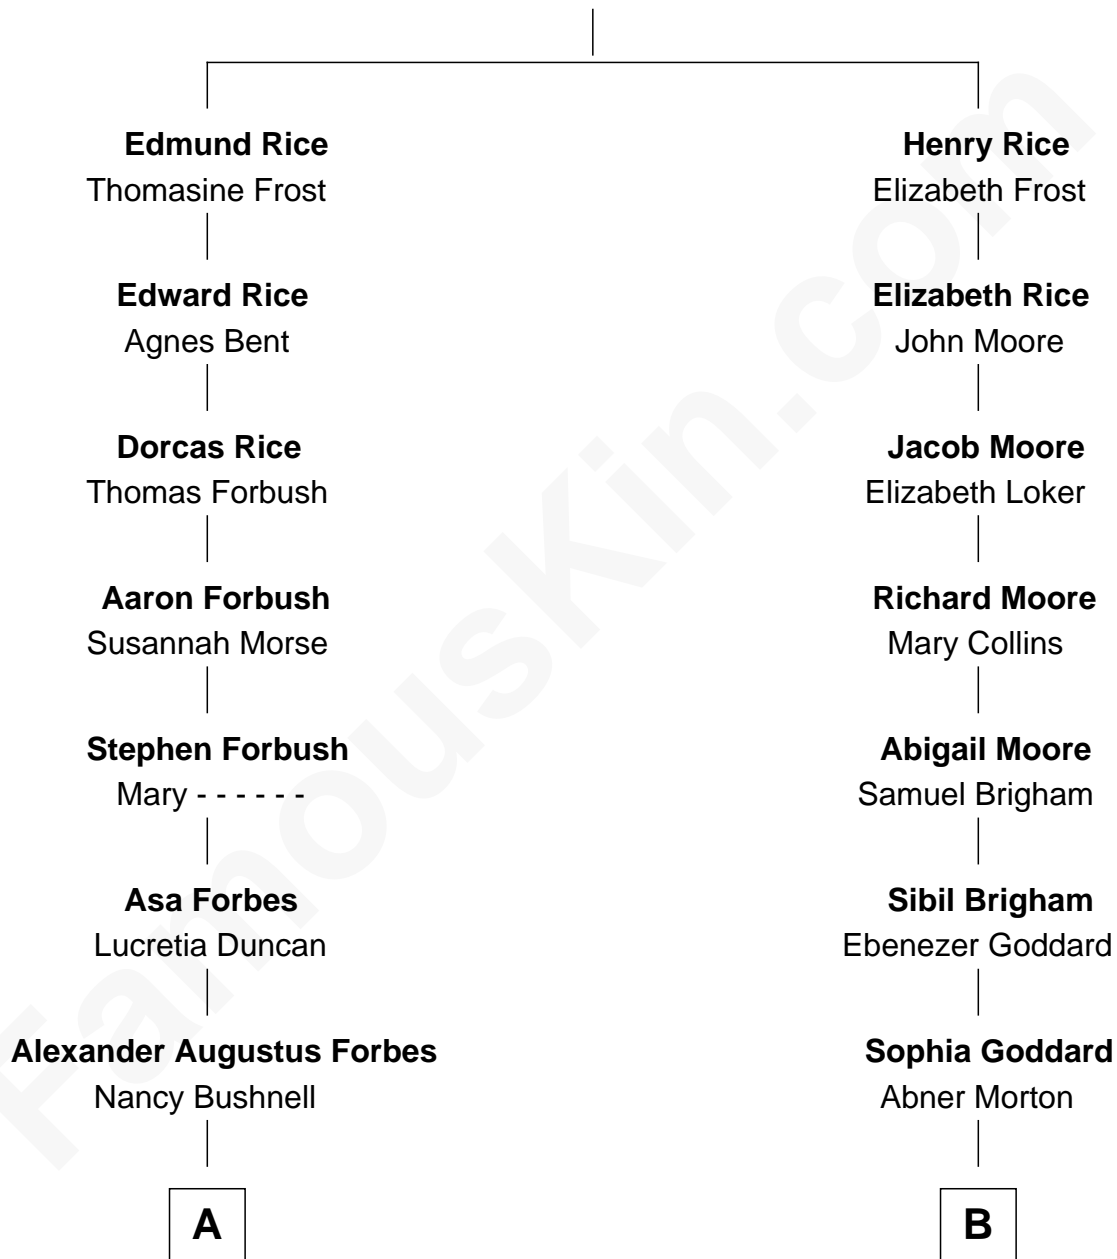 Edmund Rice
Thomasine Frost
Edward Rice
Agnes Bent
Dorcas Rice
Thomas Forbush
Aaron Forbush
Susannah Morse
Stephen Forbush
Mary - - - - - -
Asa Forbes
Lucretia Duncan
Alexander Augustus Forbes
Nancy Bushnell
A
Henry Rice
Elizabeth Frost
Elizabeth Rice
John Moore
Jacob Moore
Elizabeth Loker
Richard Moore
Mary Collins
Abigail Moore
Samuel Brigham
Sibil Brigham
Ebenezer Goddard
Sophia Goddard
Abner Morton
B
FamousKin.com